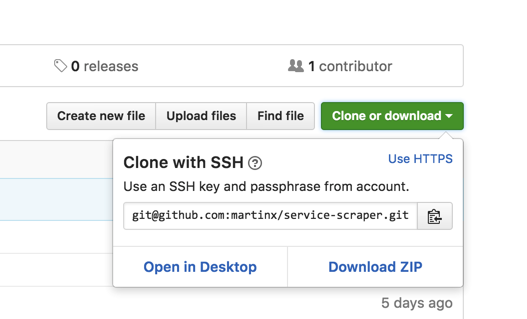 0 releases
1 contributor
Create new file
Upload files
Find file
Clone or download
Clone with SSH ?
Use HTTPS
Use an SSH key and passphrase from account.
git@github.com:martinx/service-scraper.git
Open in Desktop
Download ZIP
5 days ago